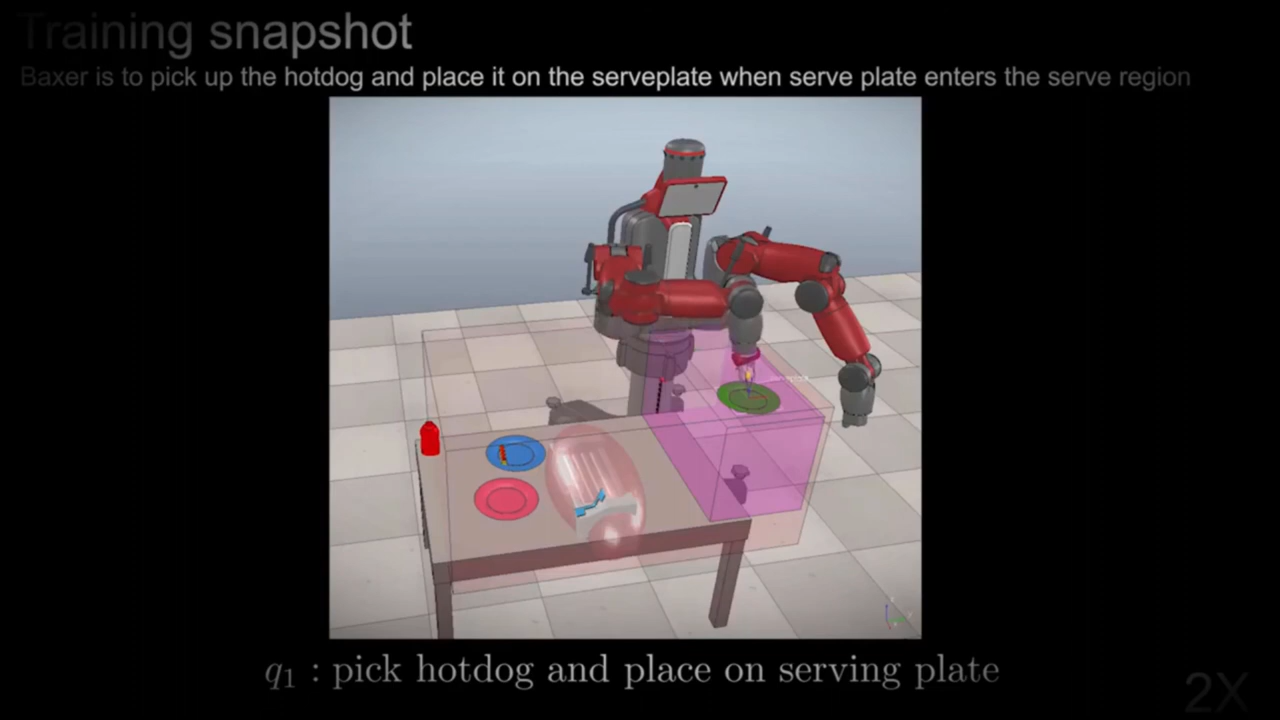 Training snapshot
Baxer is to pick up the hotdog and place it on the serveplate when serve plate enters the serve region
q₁ : pick hotdog and place on serving plate
2X